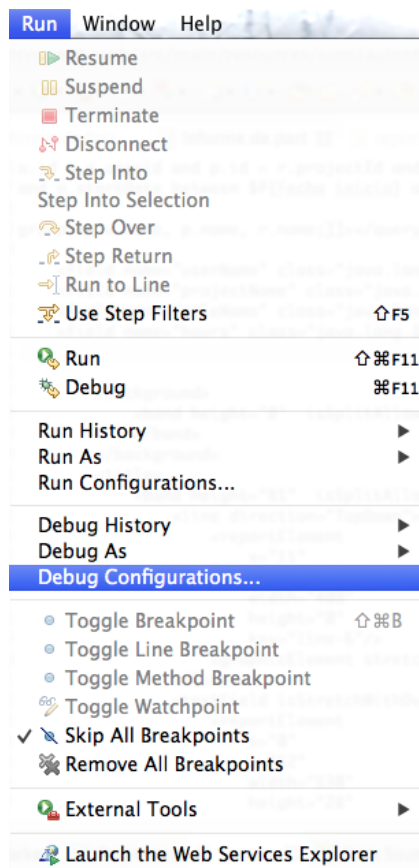 Run Window Help
Resume
Suspend
Terminate
Disconnect
Step Into
Step Into Selection
Step Over
Step Return
Run to Line
Use Step Filters ⇧F5
Run ⇧⌘F11
Debug ⌘F11
Run History
Run As
Run Configurations...
Debug History
Debug As
Debug Configurations...
Toggle Breakpoint ⇧⌘B
Toggle Line Breakpoint
Toggle Method Breakpoint
Toggle Watchpoint
✓ Skip All Breakpoints
Remove All Breakpoints
External Tools
Launch the Web Services Explorer